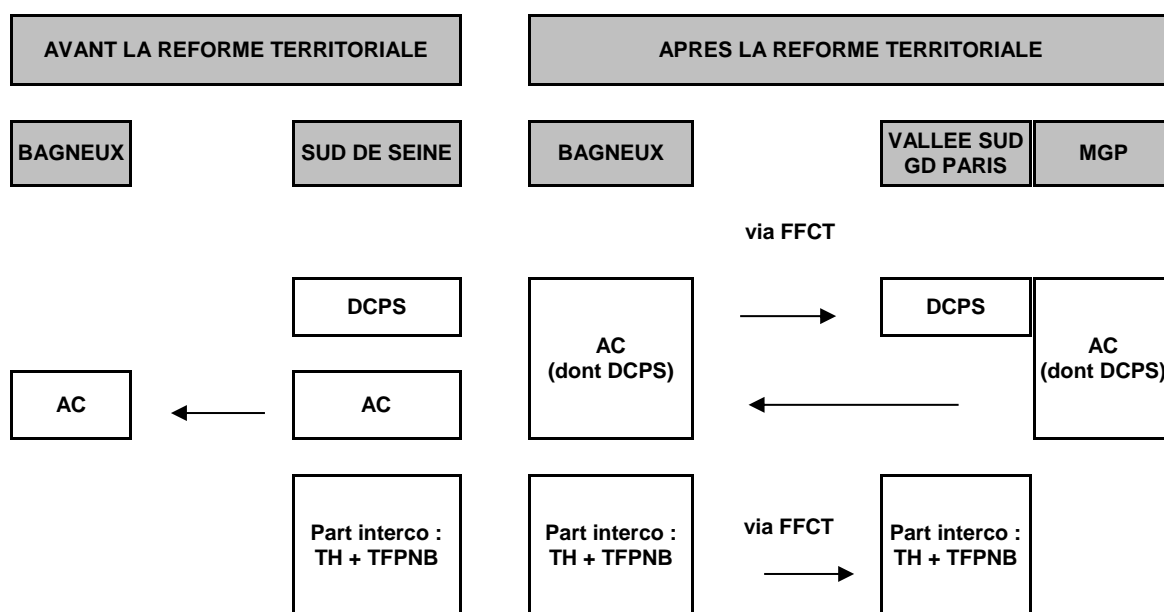 AVANT LA REFORME TERRITORIALE
APRES LA REFORME TERRITORIALE
BAGNEUX
SUD DE SEINE
BAGNEUX
VALLEE SUD
GD PARIS
MGP
via FFCT
DCPS
AC
(dont DCPS)
DCPS
AC
(dont DCPS)
AC
AC
Part interco :
TH + TFPNB
Part interco :
TH + TFPNB
via FFCT
Part interco :
TH + TFPNB